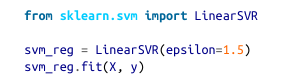 from sklearn.svm import LinearSVR
svm_reg = LinearSVR(epsilon=1.5)
svm_reg.fit(X, y)